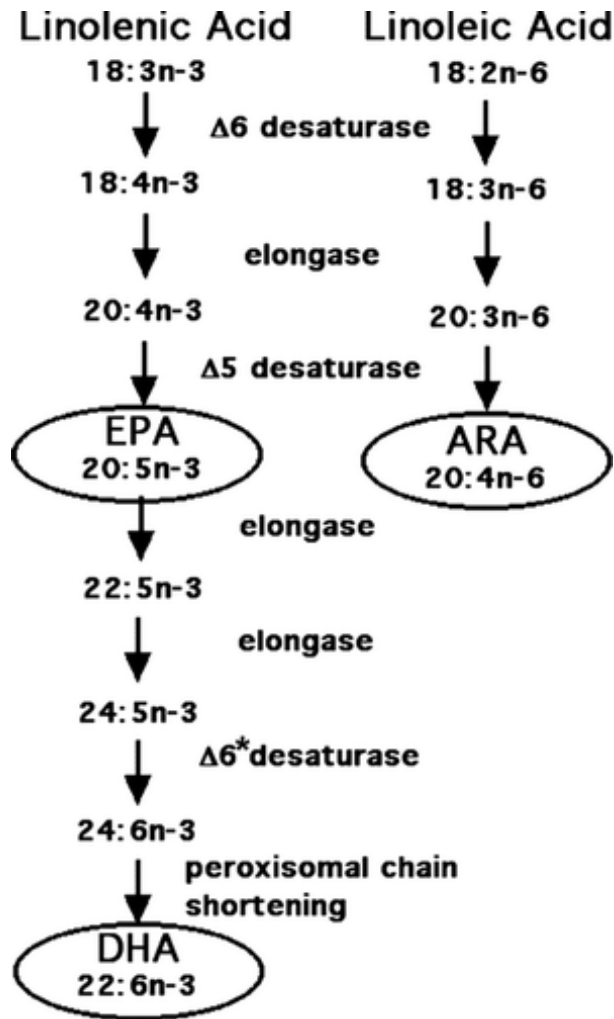 Linolenic Acid Linoleic Acid
18:3n-3 18:2n-6
Δ6 desaturase
18:4n-3 18:3n-6
elongase
20:4n-3 20:3n-6
Δ5 desaturase
EPA ARA
20:5n-3 20:4n-6
elongase
22:5n-3
elongase
24:5n-3
Δ6* desaturase
24:6n-3
peroxisomal chain
shortening
DHA
22:6n-3